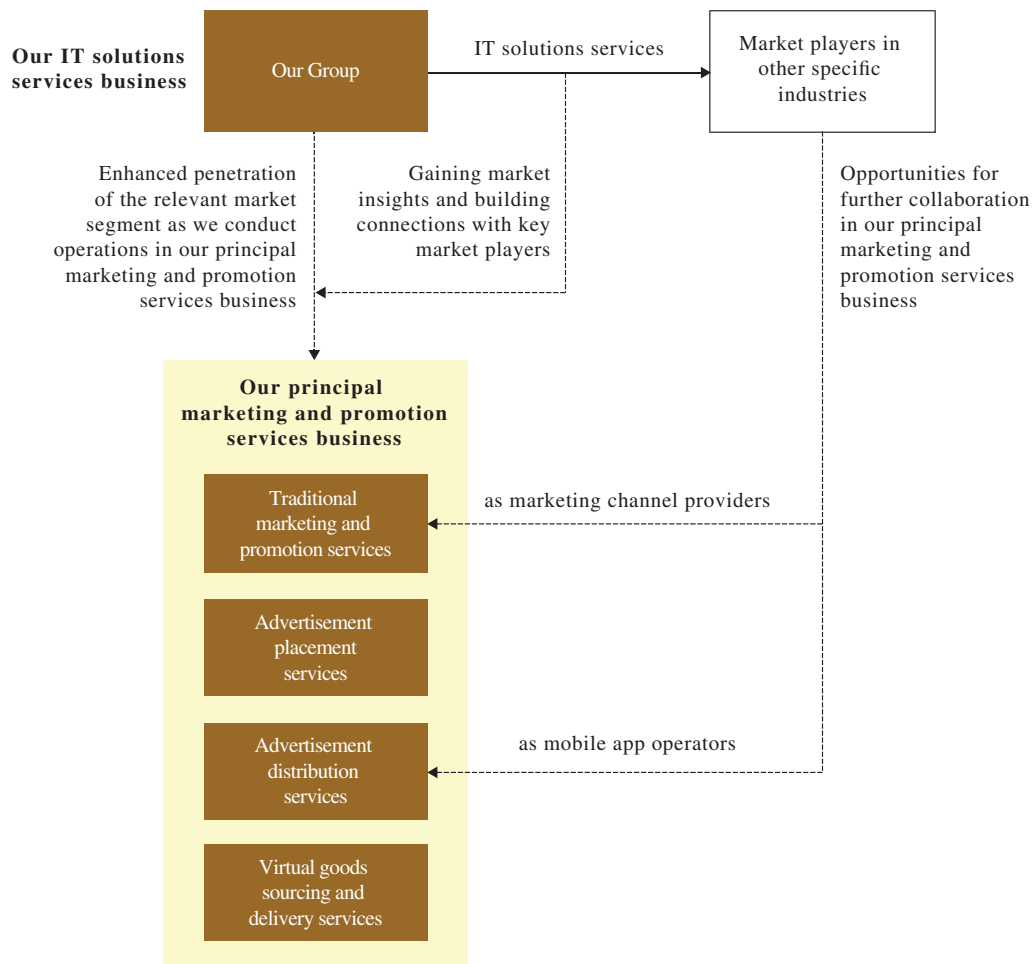 Our IT solutions
services business
Our Group
IT solutions services
Market players in
other specific
industries
Enhanced penetration
of the relevant market
segment as we conduct
operations in our principal
marketing and promotion
services business
Gaining market
insights and building
connections with key
market players
Opportunities for
further collaboration
in our principal
marketing and
promotion services
business
Our principal
marketing and promotion
services business
Traditional
marketing and
promotion services
as marketing channel providers
Advertisement
placement
services
Advertisement
distribution
services
as mobile app operators
Virtual goods
sourcing and
delivery services